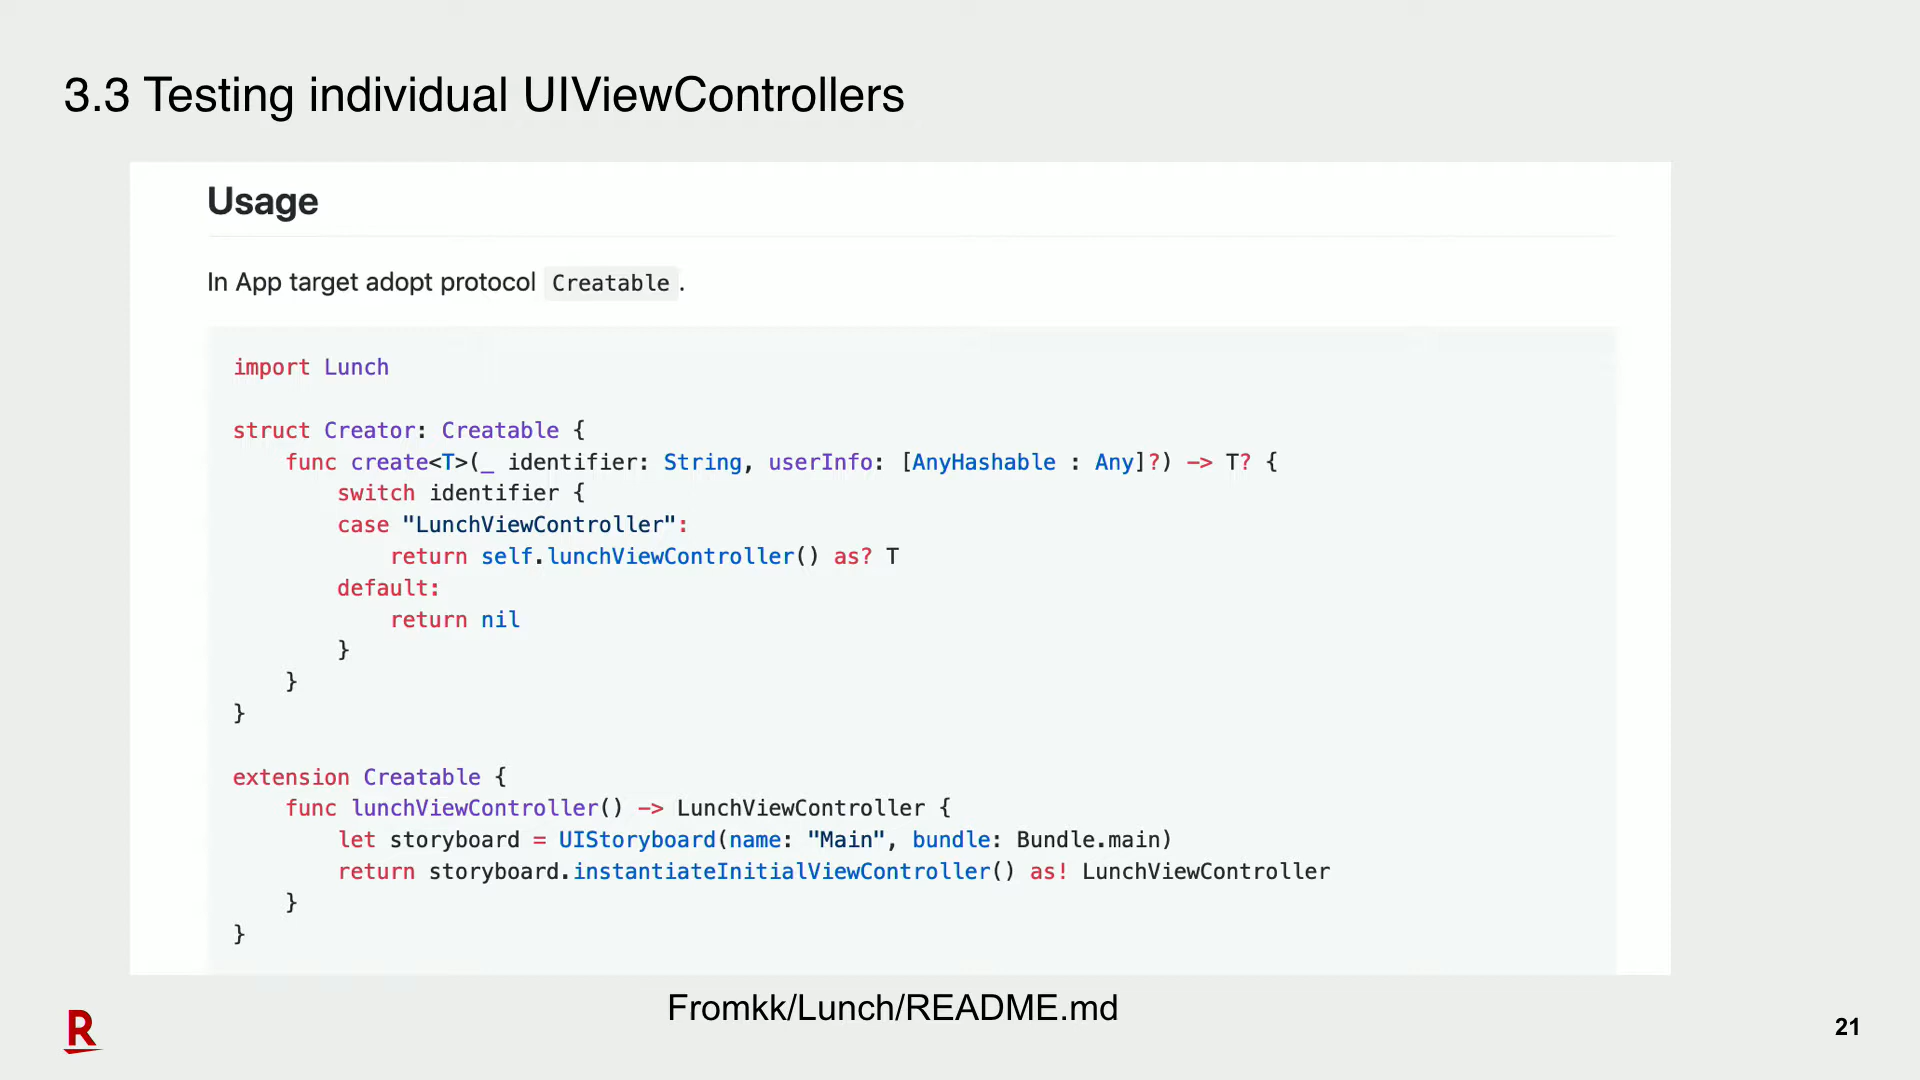 3.3 Testing individual UIViewControllers
Usage
In App target adopt protocol Creatable.
import Lunch
struct Creator: Creatable {
    func create<T>(_ identifier: String, userInfo: [AnyHashable : Any]?) -> T? {
        switch identifier {
        case "LunchViewController":
            return self.lunchViewController() as? T
        default:
            return nil
        }
    }
}
extension Creatable {
    func lunchViewController() -> LunchViewController {
        let storyboard = UIStoryboard(name: "Main", bundle: Bundle.main)
        return storyboard.instantiateInitialViewController() as! LunchViewController
    }
}
Fromkk/Lunch/README.md
R
21